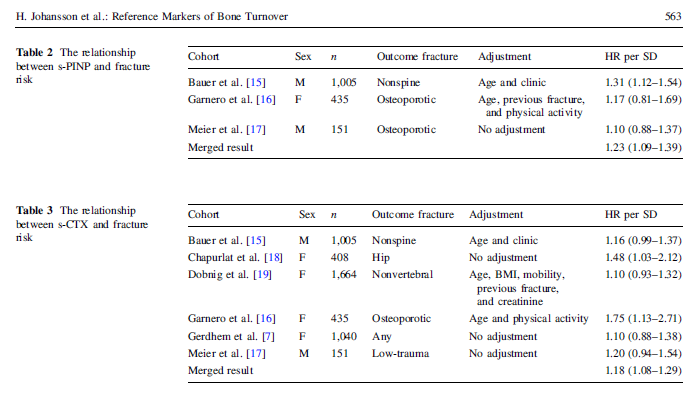 H. Johansson et al.: Reference Markers of Bone Turnover 563
Table 2 The relationship
between s-PINP and fracture
risk
Cohort Sex n Outcome fracture Adjustment HR per SD
Bauer et al. [15] M 1,005 Nonspine Age and clinic 1.31 (1.12–1.54)
Garnero et al. [16] F 435 Osteoporotic Age, previous fracture, 1.17 (0.81–1.69)
and physical activity
Meier et al. [17] M 151 Osteoporotic No adjustment 1.10 (0.88–1.37)
Merged result 1.23 (1.09–1.39)
Table 3 The relationship
between s-CTX and fracture
risk
Cohort Sex n Outcome fracture Adjustment HR per SD
Bauer et al. [15] M 1,005 Nonspine Age and clinic 1.16 (0.99–1.37)
Chapurlat et al. [18] F 408 Hip No adjustment 1.48 (1.03–2.12)
Dobnig et al. [19] F 1,664 Nonvertebral Age, BMI, mobility, 1.10 (0.93–1.32)
previous fracture,
and creatinine
Garnero et al. [16] F 435 Osteoporotic Age and physical activity 1.75 (1.13–2.71)
Gerdhem et al. [7] F 1,040 Any No adjustment 1.10 (0.88–1.38)
Meier et al. [17] M 151 Low-trauma No adjustment 1.20 (0.94–1.54)
Merged result 1.18 (1.08–1.29)